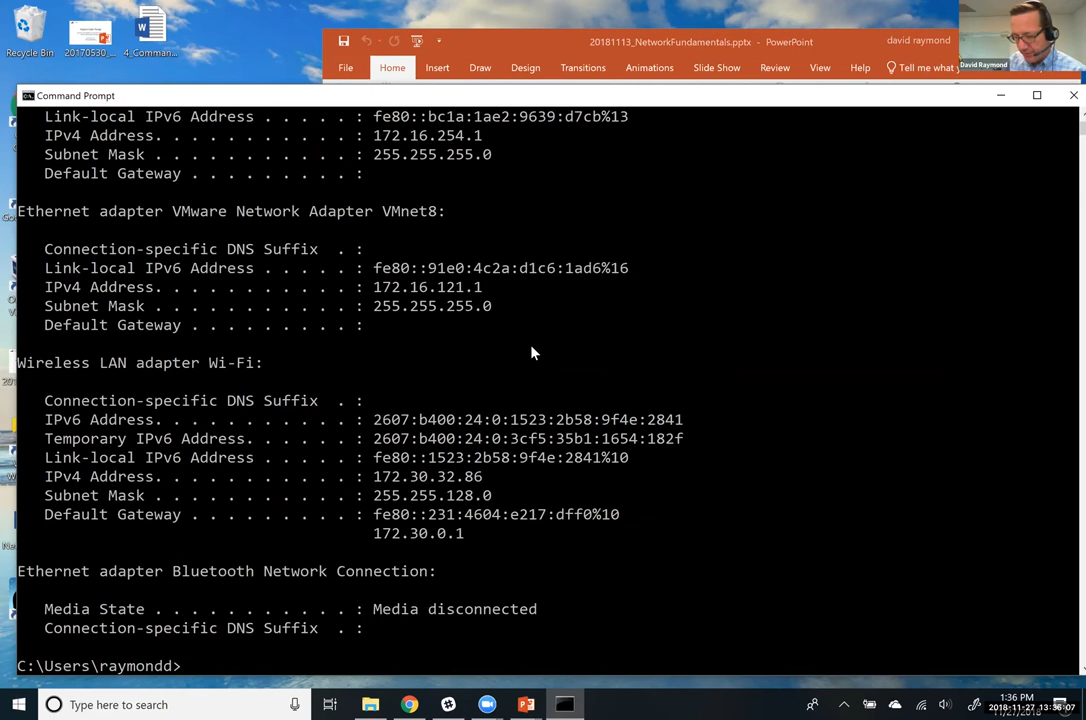 Recycle Bin
20170530_...
4_Comman...
20181113_NetworkFundamentals.pptx - PowerPoint
david raymond
David Raymond
File Home Insert Draw Design Transitions Animations Slide Show Review View Help Tell me what y
Command Prompt
Link-local IPv6 Address . . . . . : fe80::bc1a:1ae2:9639:d7cb%13
IPv4 Address. . . . . . . . . . . : 172.16.254.1
Subnet Mask . . . . . . . . . . . : 255.255.255.0
Default Gateway . . . . . . . . . :
Ethernet adapter VMware Network Adapter VMnet8:
Connection-specific DNS Suffix  . :
Link-local IPv6 Address . . . . . : fe80::91e0:4c2a:d1c6:1ad6%16
IPv4 Address. . . . . . . . . . . : 172.16.121.1
Subnet Mask . . . . . . . . . . . : 255.255.255.0
Default Gateway . . . . . . . . . :
Wireless LAN adapter Wi-Fi:
Connection-specific DNS Suffix  . :
IPv6 Address. . . . . . . . . . . : 2607:b400:24:0:1523:2b58:9f4e:2841
Temporary IPv6 Address. . . . . . : 2607:b400:24:0:3cf5:35b1:1654:182f
Link-local IPv6 Address . . . . . : fe80::1523:2b58:9f4e:2841%10
IPv4 Address. . . . . . . . . . . : 172.30.32.86
Subnet Mask . . . . . . . . . . . : 255.255.128.0
Default Gateway . . . . . . . . . : fe80::231:4604:e217:dff0%10
172.30.0.1
Ethernet adapter Bluetooth Network Connection:
Media State . . . . . . . . . . . : Media disconnected
Connection-specific DNS Suffix  . :
C:\Users\raymondd>
Type here to search
1:36 PM
2018-11-27 13:36:07